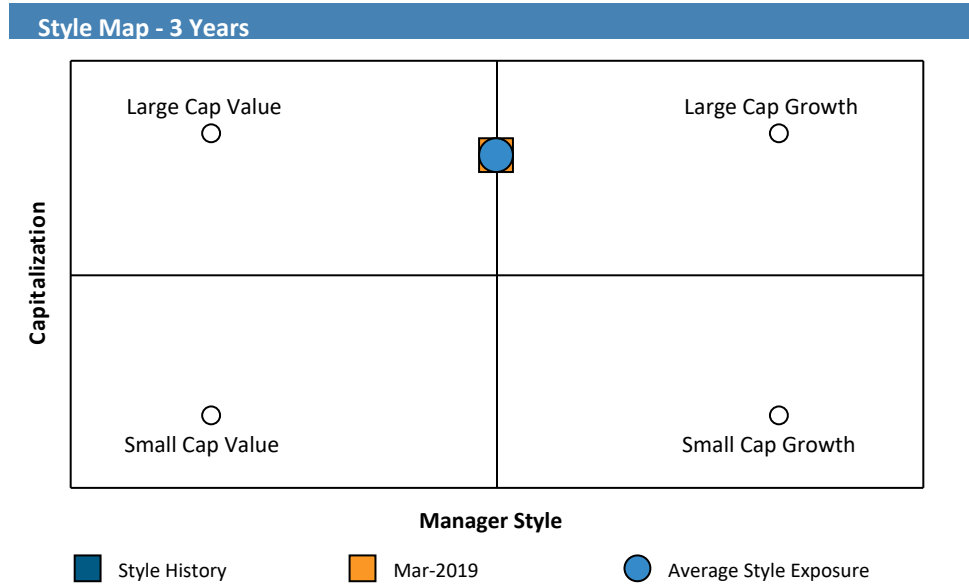 Style Map - 3 Years
Large Cap Value
Large Cap Growth
Capitalization
Small Cap Value
Small Cap Growth
Manager Style
Style History
Mar-2019
Average Style Exposure